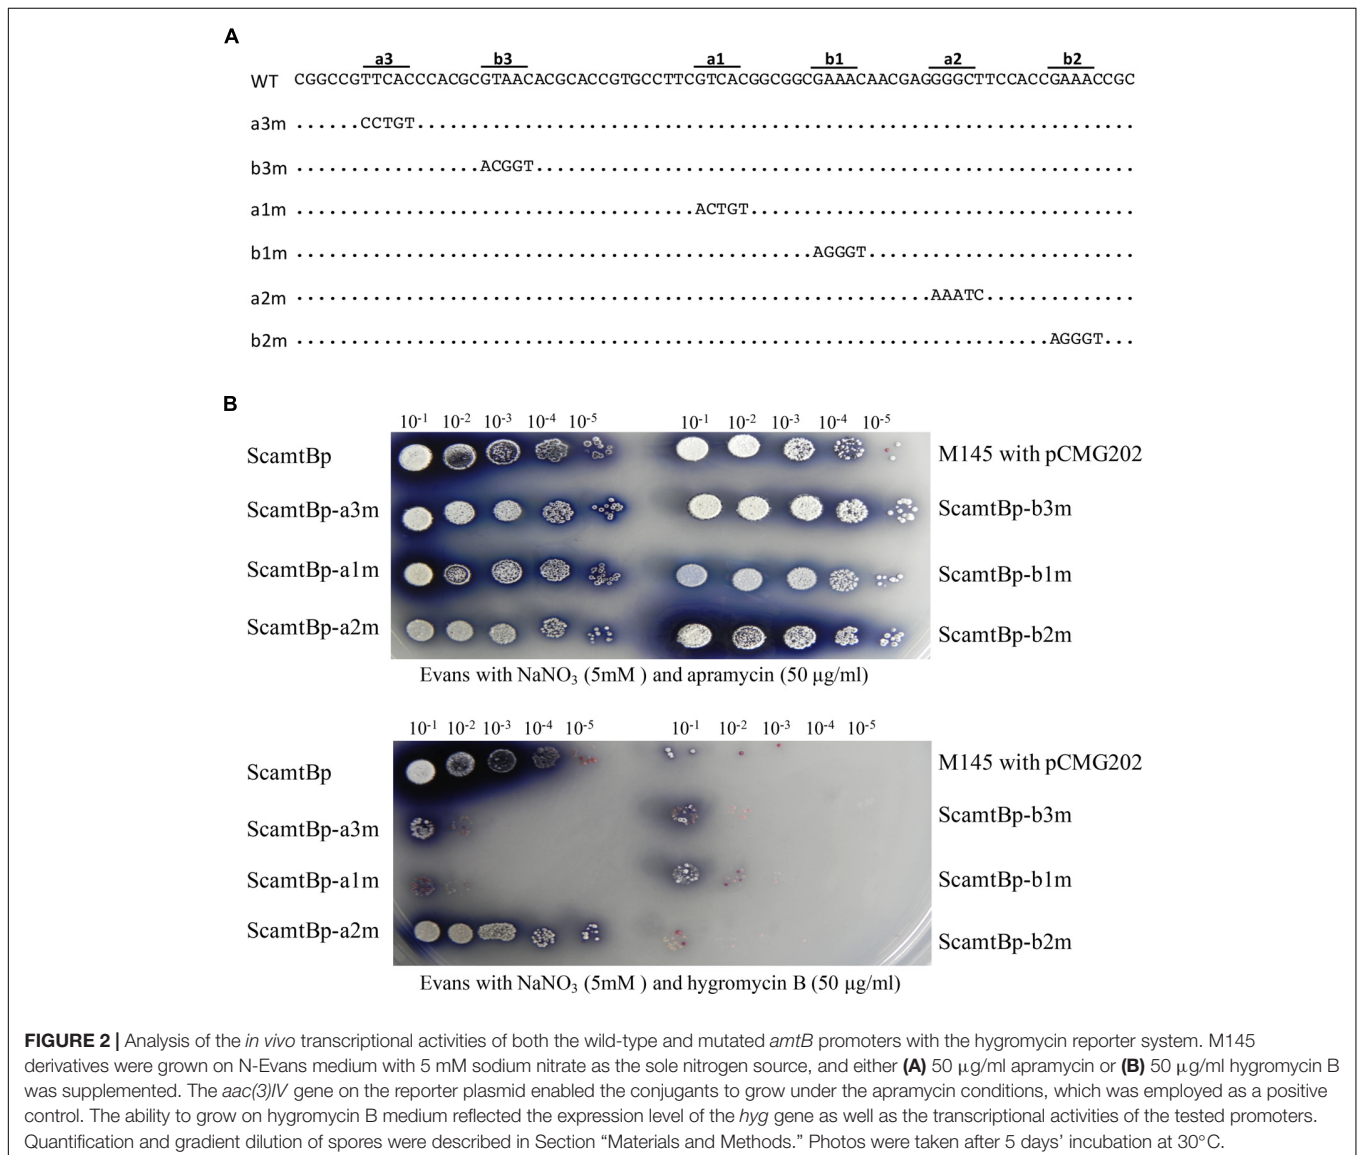 A
a3 b3 a1 b1 a2 b2
WT CGGCCGTTCACCCACGCGTAACACGCACCGTGCCTTCGTCACGGCGGCGAAACAACGAGGGGCTTCCACCGAAACCGC
a3m ......CCTGT...................................................................
b3m ..................ACGGT.......................................................
a1m ....................................ACTGT.....................................
b1m ................................................AGGGT.........................
a2m ............................................................AAATC.............
b2m ........................................................................AGGGT...
B
10-1 10-2 10-3 10-4 10-5 10-1 10-2 10-3 10-4 10-5
ScamtBp M145 with pCMG202
ScamtBp-a3m ScamtBp-b3m
ScamtBp-a1m ScamtBp-b1m
ScamtBp-a2m ScamtBp-b2m
Evans with NaNO3 (5mM ) and apramycin (50 μg/ml)
10-1 10-2 10-3 10-4 10-5 10-1 10-2 10-3 10-4 10-5
ScamtBp M145 with pCMG202
ScamtBp-a3m ScamtBp-b3m
ScamtBp-a1m ScamtBp-b1m
ScamtBp-a2m ScamtBp-b2m
Evans with NaNO3 (5mM ) and hygromycin B (50 μg/ml)
FIGURE 2 | Analysis of the in vivo transcriptional activities of both the wild-type and mutated amtB promoters with the hygromycin reporter system. M145
derivatives were grown on N-Evans medium with 5 mM sodium nitrate as the sole nitrogen source, and either (A) 50 μg/ml apramycin or (B) 50 μg/ml hygromycin B
was supplemented. The aac(3)IV gene on the reporter plasmid enabled the conjugants to grow under the apramycin conditions, which was employed as a positive
control. The ability to grow on hygromycin B medium reflected the expression level of the hyg gene as well as the transcriptional activities of the tested promoters.
Quantification and gradient dilution of spores were described in Section “Materials and Methods.” Photos were taken after 5 days’ incubation at 30°C.